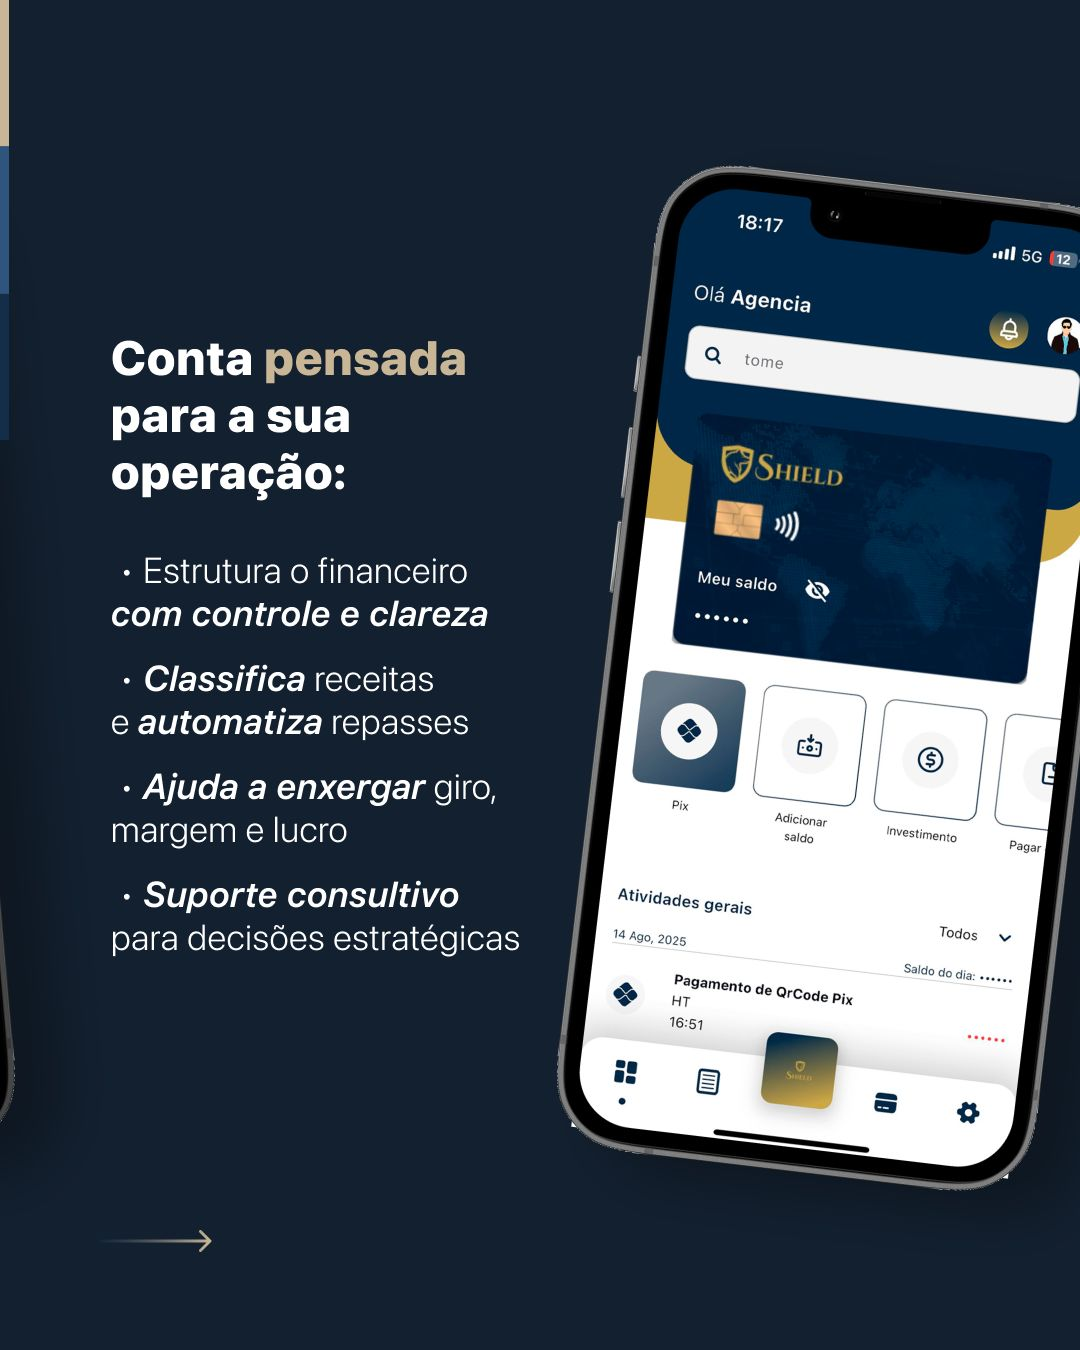 Conta pensada
para a sua
operação:
• Estrutura o financeiro
com controle e clareza
• Classifica receitas
e automatiza repasses
• Ajuda a enxergar giro,
margem e lucro
• Suporte consultivo
para decisões estratégicas
18:17
5G 12
Olá Agencia
tome
SHIELD
Meu saldo
••••••
Pix
Adicionar
saldo
Investimento
Pagar
Atividades gerais
Todos
14 Ago, 2025
Saldo do dia: ••••••
Pagamento de QrCode Pix
HT
16:51
••••••
SHIELD